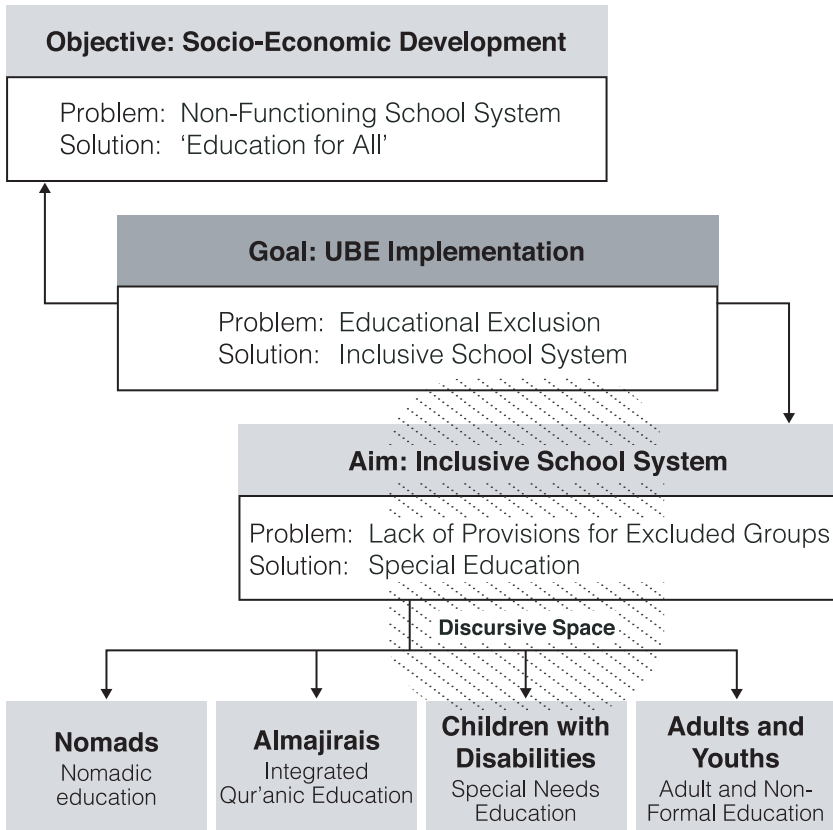 Objective: Socio-Economic Development
Problem: Non-Functioning School System
Solution: ‘Education for All’
Goal: UBE Implementation
Problem: Educational Exclusion
Solution: Inclusive School System
Aim: Inclusive School System
Problem: Lack of Provisions for Excluded Groups
Solution: Special Education
Discursive Space
Nomads
Nomadic
education
Almajirais
Integrated
Qur’anic Education
Children with
Disabilities
Special Needs
Education
Adults and
Youths
Adult and Non-
Formal Education